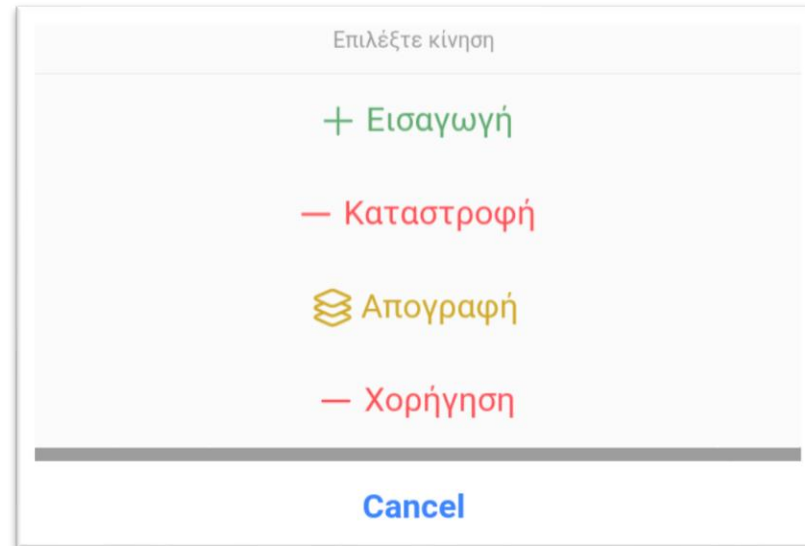 Επιλέξτε κίνηση
+ Εισαγωγή
— Καταστροφή
Απογραφή
— Χορήγηση
Cancel